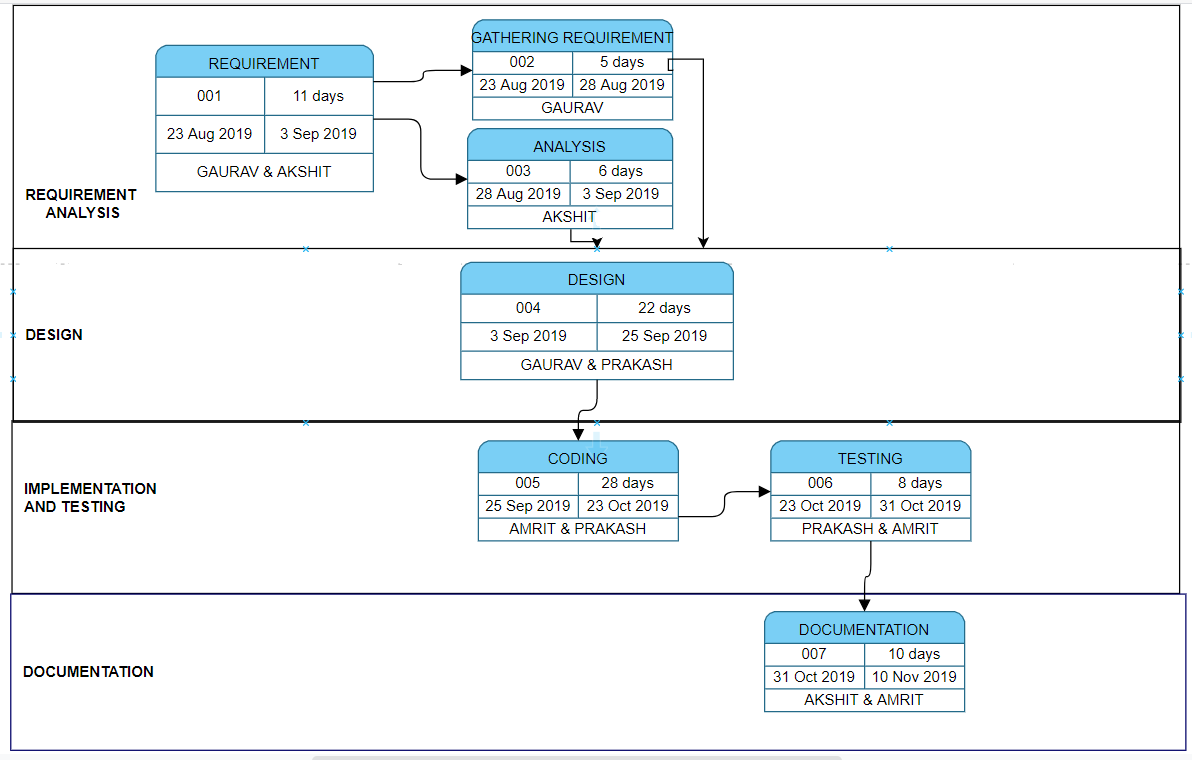 REQUIREMENT
ANALYSIS
REQUIREMENT
001 11 days
23 Aug 2019 3 Sep 2019
GAURAV & AKSHIT
GATHERING REQUIREMENT
002 5 days
23 Aug 2019 28 Aug 2019
GAURAV
ANALYSIS
003 6 days
28 Aug 2019 3 Sep 2019
AKSHIT
DESIGN
DESIGN
004 22 days
3 Sep 2019 25 Sep 2019
GAURAV & PRAKASH
IMPLEMENTATION
AND TESTING
CODING
005 28 days
25 Sep 2019 23 Oct 2019
AMRIT & PRAKASH
TESTING
006 8 days
23 Oct 2019 31 Oct 2019
PRAKASH & AMRIT
DOCUMENTATION
DOCUMENTATION
007 10 days
31 Oct 2019 10 Nov 2019
AKSHIT & AMRIT